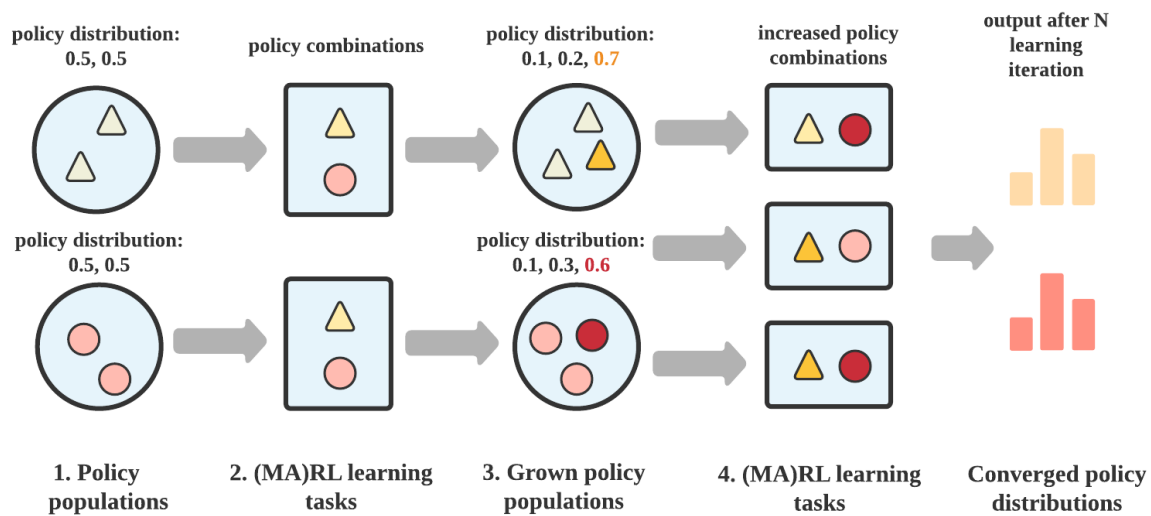 policy distribution:
0.5, 0.5
policy combinations
policy distribution:
0.1, 0.2, 0.7
increased policy
combinations
output after N
learning
iteration
policy distribution:
0.5, 0.5
policy distribution:
0.1, 0.3, 0.6
1. Policy
populations
2. (MA)RL learning
tasks
3. Grown policy
populations
4. (MA)RL learning
tasks
Converged policy
distributions